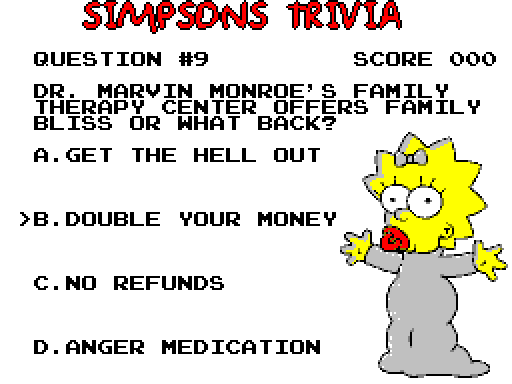 SIMPSONS TRIVIA
QUESTION #9 SCORE 000
DR. MARVIN MONROE'S FAMILY
THERAPY CENTER OFFERS FAMILY
BLISS OR WHAT BACK?
A.GET THE HELL OUT
>B.DOUBLE YOUR MONEY
C.NO REFUNDS
D.ANGER MEDICATION